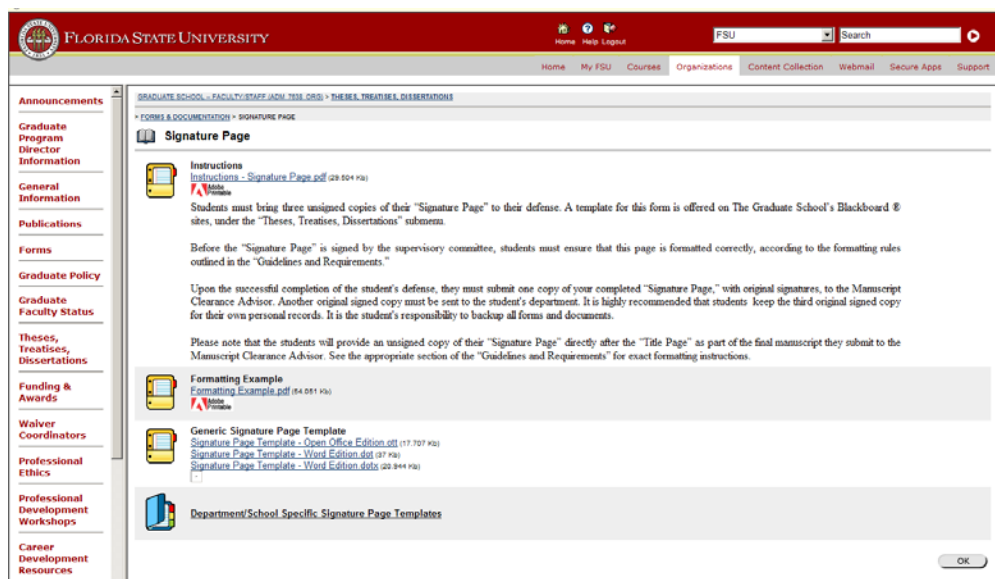 FLORIDA STATE UNIVERSITY
Home Help Logout
FSU
Search
Home My FSU Courses Organizations Content Collection Webmail Secure Apps Support
Announcements
Graduate
Program
Director
Information
General
Information
Publications
Forms
Graduate Policy
Graduate
Faculty Status
Theses,
Treatises,
Dissertations
Funding &
Awards
Waiver
Coordinators
Professional
Ethics
Professional
Development
Workshops
Career
Development
Resources
GRADUATE SCHOOL – FACULTY/STAFF (ADM_7838_ORG) > THESES, TREATISES, DISSERTATIONS
> FORMS & DOCUMENTATION > SIGNATURE PAGE
Signature Page
Instructions
Instructions - Signature Page.pdf (29.504 Kb)
Adobe
Printable
Students must bring three unsigned copies of their “Signature Page” to their defense. A template for this form is offered on The Graduate School’s Blackboard ®
sites, under the “Theses, Treatises, Dissertations” submenu.
Before the “Signature Page” is signed by the supervisory committee, students must ensure that this page is formatted correctly, according to the formatting rules
outlined in the “Guidelines and Requirements.”
Upon the successful completion of the student’s defense, they must submit one copy of your completed “Signature Page,” with original signatures, to the Manuscript
Clearance Advisor. Another original signed copy must be sent to the student’s department. It is highly recommended that students keep the third original signed copy
for their own personal records. It is the student’s responsibility to backup all forms and documents.
Please note that the students will provide an unsigned copy of their “Signature Page” directly after the “Title Page” as part of the final manuscript they submit to the
Manuscript Clearance Advisor. See the appropriate section of the “Guidelines and Requirements” for exact formatting instructions.
Formatting Example
Formatting Example.pdf (54.051 Kb)
Adobe
Printable
Generic Signature Page Template
Signature Page Template - Open Office Edition.ott (17.707 Kb)
Signature Page Template - Word Edition.dot (37 Kb)
Signature Page Template - Word Edition.dotx (20.944 Kb)
Department/School Specific Signature Page Templates
OK